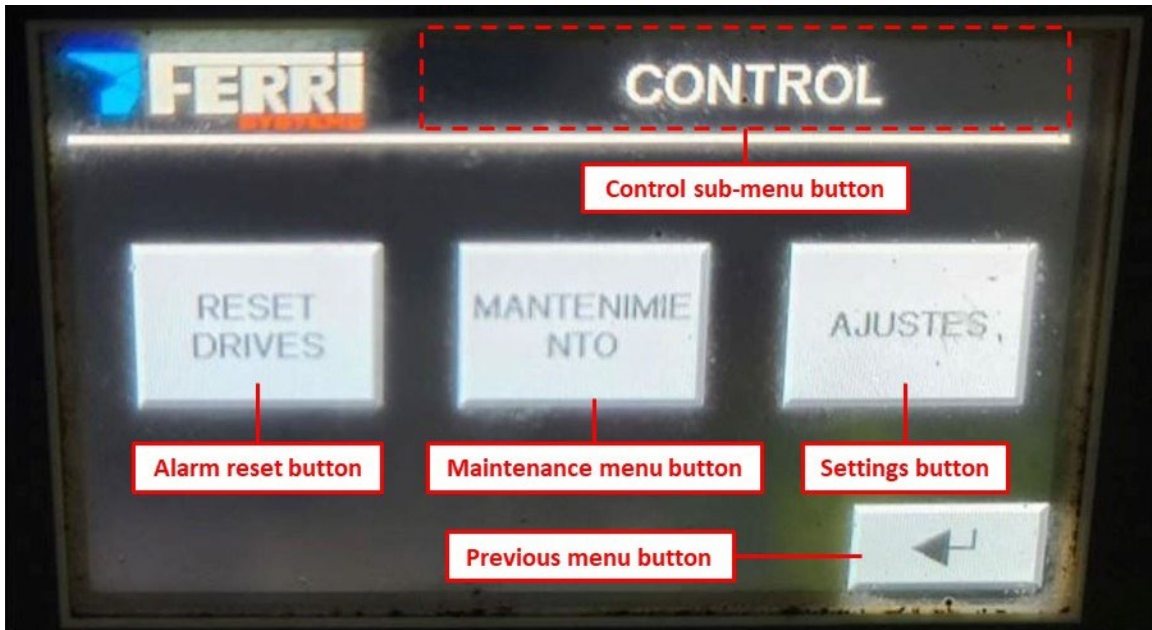 FERRI
SYSTEMS
CONTROL
Control sub-menu button
RESET
DRIVES
MANTENIMIE
NTO
AJUSTES
Alarm reset button
Maintenance menu button
Settings button
Previous menu button